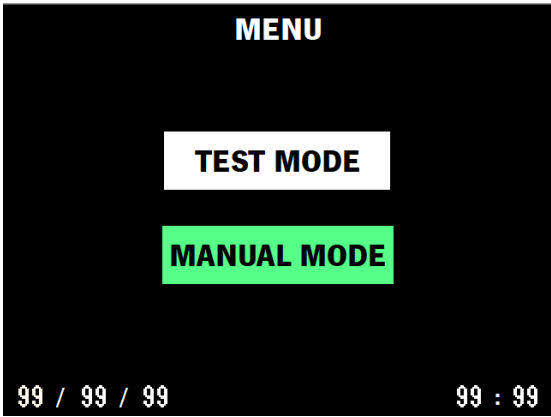 MENU
TEST MODE
MANUAL MODE
99 / 99 / 99 99 : 99